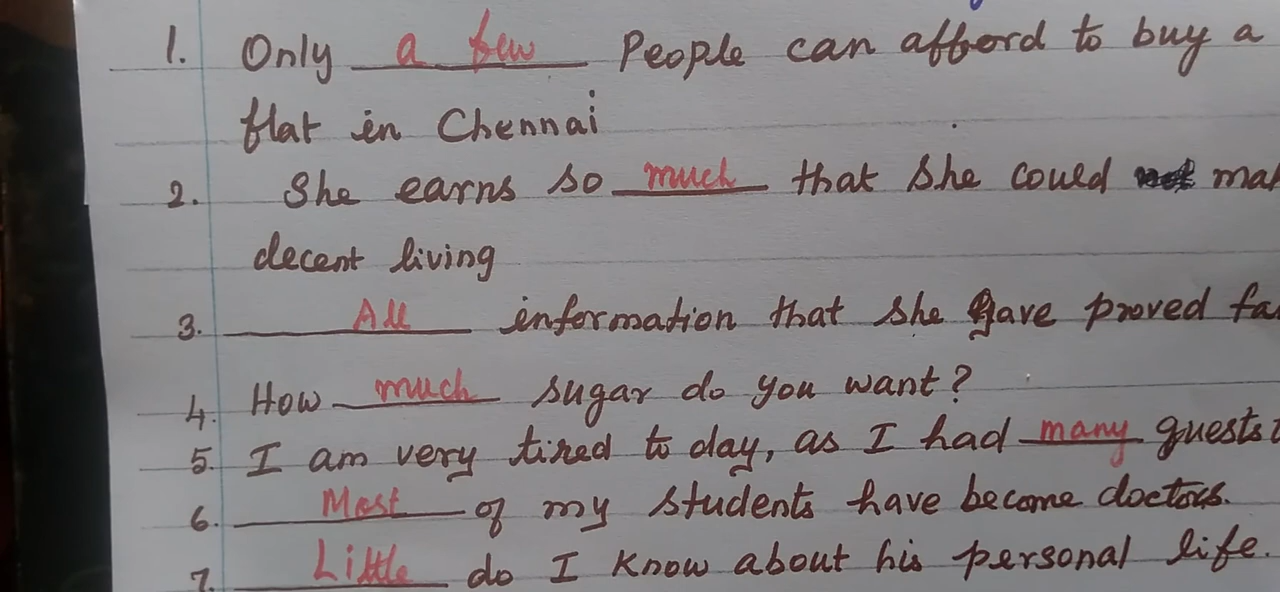 1. Only a few People can afford to buy a
flat in Chennai
2. She earns so much that she could
decent living
3. All information that she gave proved
4. How much sugar do you want?
5. I am very tired to day, as I had many guests
6. Most of my students have become doctors.
7. Little do I know about his personal life.